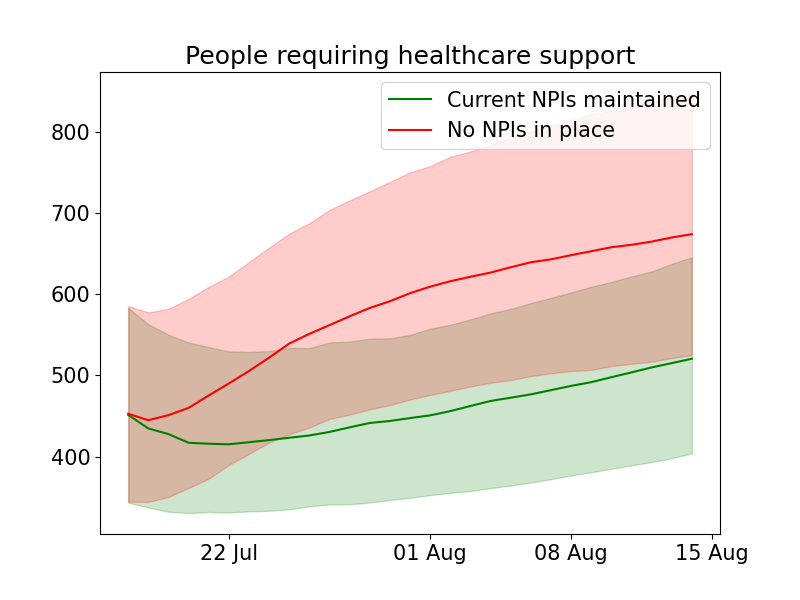 People requiring healthcare support
Current NPIs maintained
No NPIs in place
800
700
600
500
400
22 Jul
01 Aug
08 Aug
15 Aug